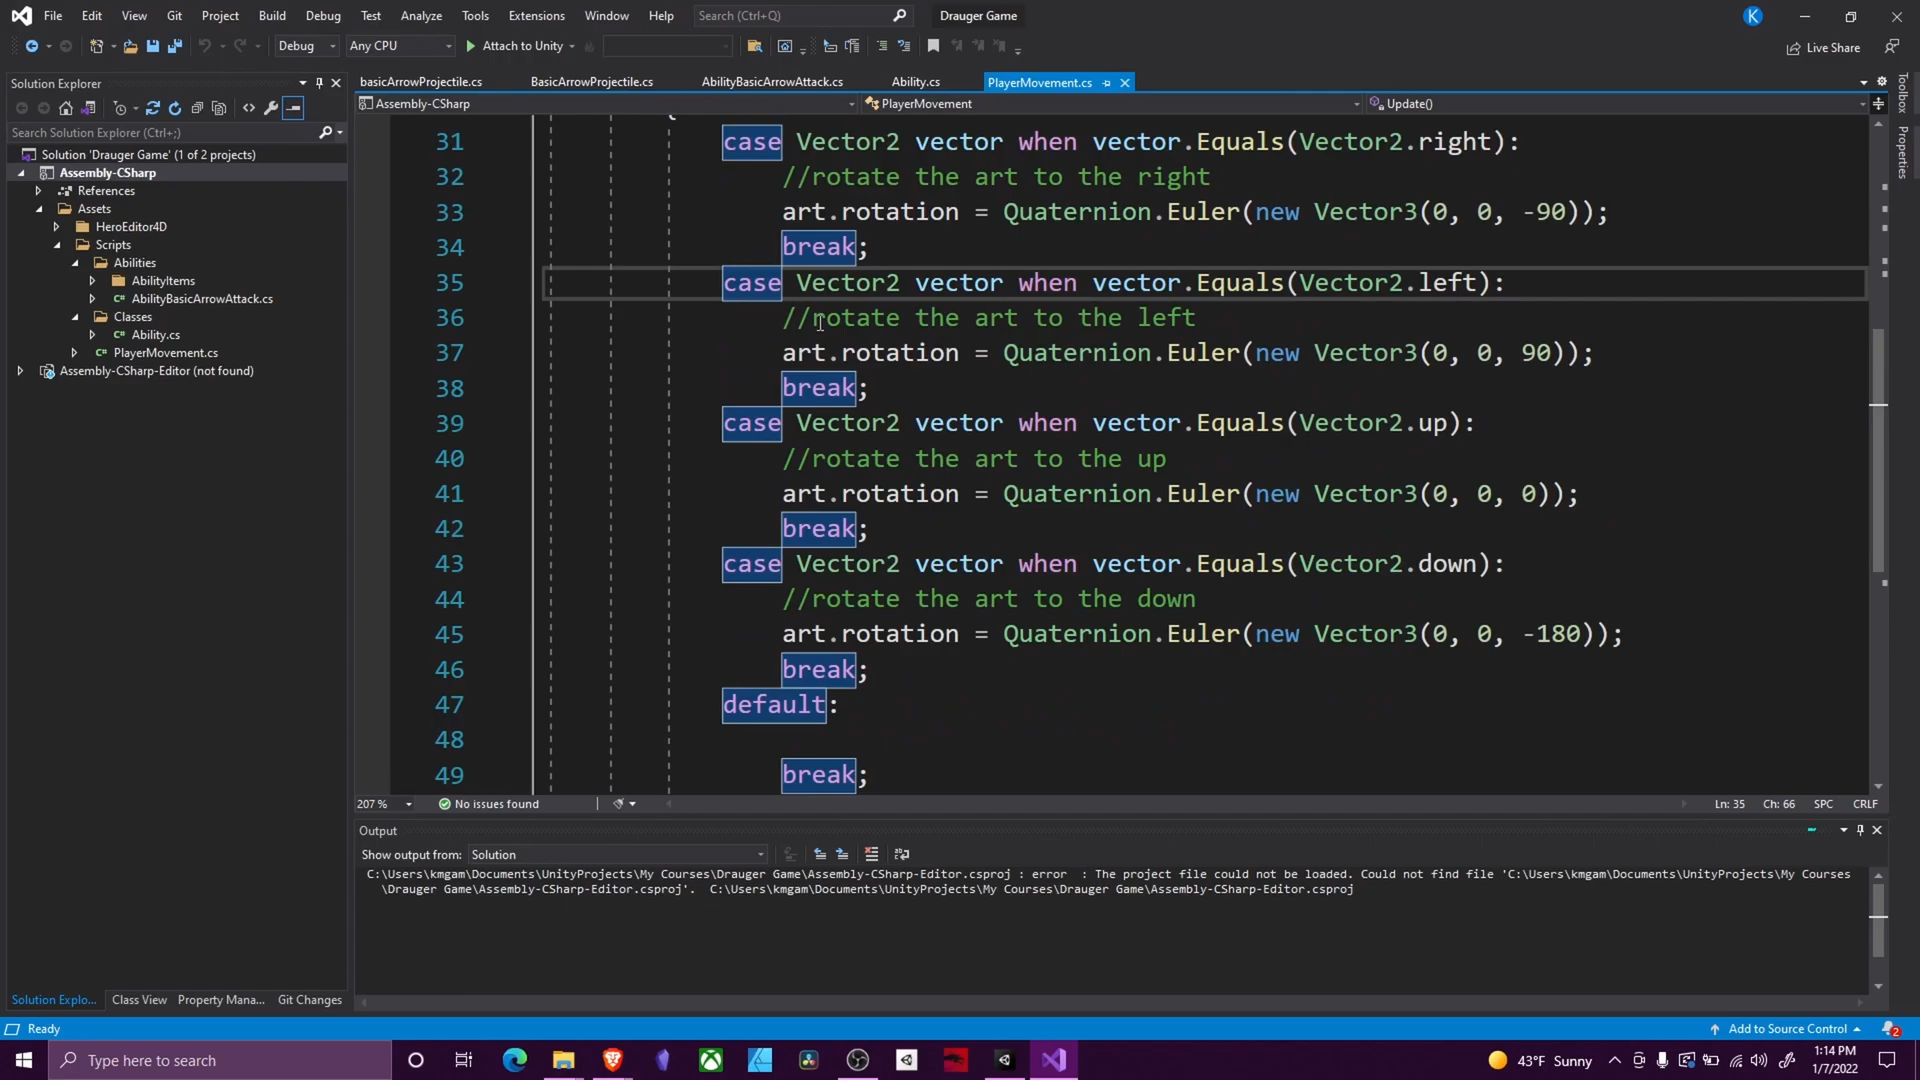 File Edit View Git Project Build Debug Test Analyze Tools Extensions Window Help Search (Ctrl+Q) Drauger Game K
Debug Any CPU Attach to Unity Live Share
Solution Explorer
Search Solution Explorer (Ctrl+;)
Solution 'Drauger Game' (1 of 2 projects)
Assembly-CSharp
References
Assets
HeroEditor4D
Scripts
Abilities
AbilityItems
C# AbilityBasicArrowAttack.cs
Classes
C# Ability.cs
C# PlayerMovement.cs
Assembly-CSharp-Editor (not found)
Solution Explo... Class View Property Mana... Git Changes
basicArrowProjectile.cs BasicArrowProjectile.cs AbilityBasicArrowAttack.cs Ability.cs PlayerMovement.cs
Assembly-CSharp PlayerMovement Update()
31 case Vector2 vector when vector.Equals(Vector2.right):
32 //rotate the art to the right
33 art.rotation = Quaternion.Euler(new Vector3(0, 0, -90));
34 break;
35 case Vector2 vector when vector.Equals(Vector2.left):
36 //rotate the art to the left
37 art.rotation = Quaternion.Euler(new Vector3(0, 0, 90));
38 break;
39 case Vector2 vector when vector.Equals(Vector2.up):
40 //rotate the art to the up
41 art.rotation = Quaternion.Euler(new Vector3(0, 0, 0));
42 break;
43 case Vector2 vector when vector.Equals(Vector2.down):
44 //rotate the art to the down
45 art.rotation = Quaternion.Euler(new Vector3(0, 0, -180));
46 break;
47 default:
48
49 break;
207 % No issues found Ln: 35 Ch: 66 SPC CRLF
Output
Show output from: Solution
C:\Users\kmgam\Documents\UnityProjects\My Courses\Drauger Game\Assembly-CSharp-Editor.csproj : error : The project file could not be loaded. Could not find file 'C:\Users\kmgam\Documents\UnityProjects\My Courses
\Drauger Game\Assembly-CSharp-Editor.csproj'. C:\Users\kmgam\Documents\UnityProjects\My Courses\Drauger Game\Assembly-CSharp-Editor.csproj
Toolbox
Properties
Ready Add to Source Control 2
Type here to search 43°F Sunny 1:14 PM
1/7/2022